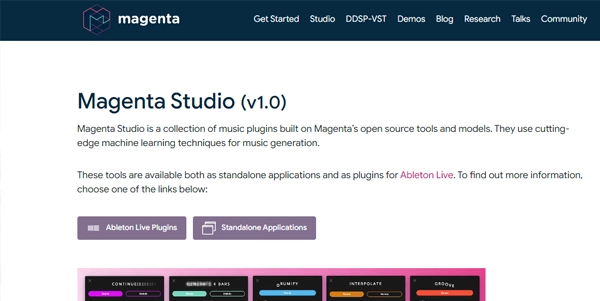 magenta
Get Started Studio DDSP-VST Demos Blog Research Talks Community
Magenta Studio (v1.0)
Magenta Studio is a collection of music plugins built on Magenta's open source tools and models. They use cutting-
edge machine learning techniques for music generation.
These tools are available both as standalone applications and as plugins for Ableton Live. To find out more information,
choose one of the links below:
Ableton Live Plugins Standalone Applications
CONTINUE 4 BARS DRUMIFY INTERPOLATE GROOVE